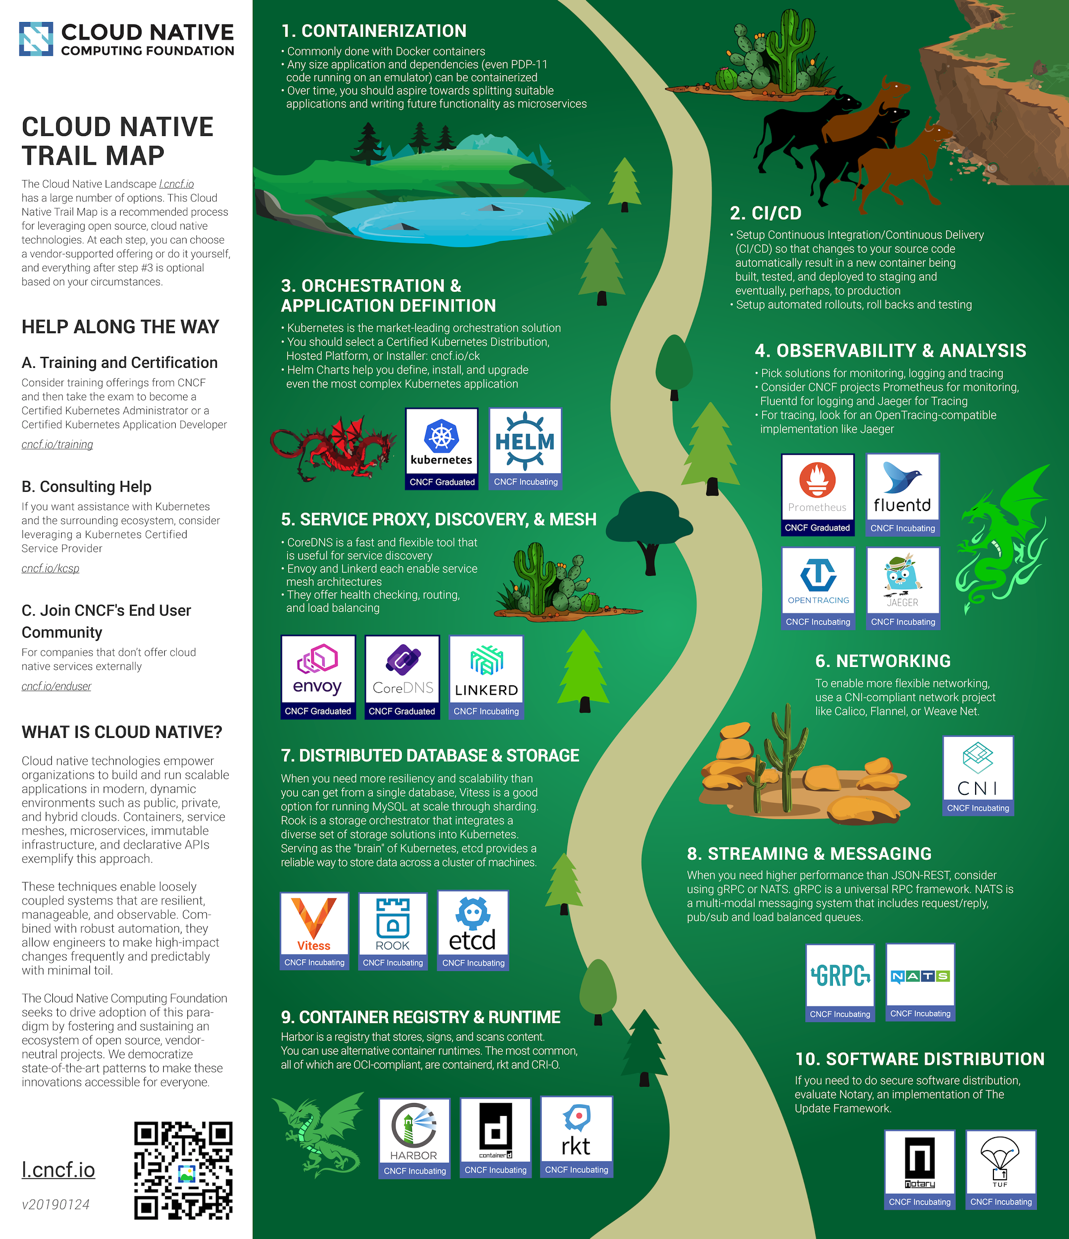 CLOUD NATIVE
COMPUTING FOUNDATION
CLOUD NATIVE
TRAIL MAP
The Cloud Native Landscape l.cncf.io
has a large number of options. This Cloud
Native Trail Map is a recommended process
for leveraging open source, cloud native
technologies. At each step, you can choose
a vendor-supported offering or do it yourself,
and everything after step #3 is optional
based on your circumstances.
HELP ALONG THE WAY
A. Training and Certification
Consider training offerings from CNCF
and then take the exam to become a
Certified Kubernetes Administrator or a
Certified Kubernetes Application Developer
cncf.io/training
B. Consulting Help
If you want assistance with Kubernetes
and the surrounding ecosystem, consider
leveraging a Kubernetes Certified
Service Provider
cncf.io/kcsp
C. Join CNCF's End User
Community
For companies that don't offer cloud
native services externally
cncf.io/enduser
WHAT IS CLOUD NATIVE?
Cloud native technologies empower
organizations to build and run scalable
applications in modern, dynamic
environments such as public, private,
and hybrid clouds. Containers, service
meshes, microservices, immutable
infrastructure, and declarative APIs
exemplify this approach.
These techniques enable loosely
coupled systems that are resilient,
manageable, and observable. Com-
bined with robust automation, they
allow engineers to make high-impact
changes frequently and predictably
with minimal toil.
The Cloud Native Computing Foundation
seeks to drive adoption of this para-
digm by fostering and sustaining an
ecosystem of open source, vendor-
neutral projects. We democratize
state-of-the-art patterns to make these
innovations accessible for everyone.
l.cncf.io
v20190124
1. CONTAINERIZATION
• Commonly done with Docker containers
• Any size application and dependencies (even PDP-11
code running on an emulator) can be containerized
• Over time, you should aspire towards splitting suitable
applications and writing future functionality as microservices
2. CI/CD
• Setup Continuous Integration/Continuous Delivery
(CI/CD) so that changes to your source code
automatically result in a new container being
built, tested, and deployed to staging and
eventually, perhaps, to production
• Setup automated rollouts, roll backs and testing
3. ORCHESTRATION &
APPLICATION DEFINITION
• Kubernetes is the market-leading orchestration solution
• You should select a Certified Kubernetes Distribution,
Hosted Platform, or Installer: cncf.io/ck
• Helm Charts help you define, install, and upgrade
even the most complex Kubernetes application
kubernetes
CNCF Graduated
HELM
CNCF Incubating
4. OBSERVABILITY & ANALYSIS
• Pick solutions for monitoring, logging and tracing
• Consider CNCF projects Prometheus for monitoring,
Fluentd for logging and Jaeger for Tracing
• For tracing, look for an OpenTracing-compatible
implementation like Jaeger
Prometheus
CNCF Graduated
fluentd
CNCF Incubating
OPENTRACING
CNCF Incubating
JAEGER
CNCF Incubating
5. SERVICE PROXY, DISCOVERY, & MESH
• CoreDNS is a fast and flexible tool that
is useful for service discovery
• Envoy and Linkerd each enable service
mesh architectures
• They offer health checking, routing,
and load balancing
envoy
CNCF Graduated
CoreDNS
CNCF Graduated
LINKERD
CNCF Incubating
6. NETWORKING
To enable more flexible networking,
use a CNI-compliant network project
like Calico, Flannel, or Weave Net.
CNI
CNCF Incubating
7. DISTRIBUTED DATABASE & STORAGE
When you need more resiliency and scalability than
you can get from a single database, Vitess is a good
option for running MySQL at scale through sharding.
Rook is a storage orchestrator that integrates a
diverse set of storage solutions into Kubernetes.
Serving as the "brain" of Kubernetes, etcd provides a
reliable way to store data across a cluster of machines.
Vitess
CNCF Incubating
ROOK
CNCF Incubating
etcd
CNCF Incubating
8. STREAMING & MESSAGING
When you need higher performance than JSON-REST, consider
using gRPC or NATS. gRPC is a universal RPC framework. NATS is
a multi-modal messaging system that includes request/reply,
pub/sub and load balanced queues.
GRPC
CNCF Incubating
NATS
CNCF Incubating
9. CONTAINER REGISTRY & RUNTIME
Harbor is a registry that stores, signs, and scans content.
You can use alternative container runtimes. The most common,
all of which are OCI-compliant, are containerd, rkt and CRI-O.
HARBOR
CNCF Incubating
containerd
CNCF Incubating
rkt
CNCF Incubating
10. SOFTWARE DISTRIBUTION
If you need to do secure software distribution,
evaluate Notary, an implementation of The
Update Framework.
notary
CNCF Incubating
TUF
CNCF Incubating